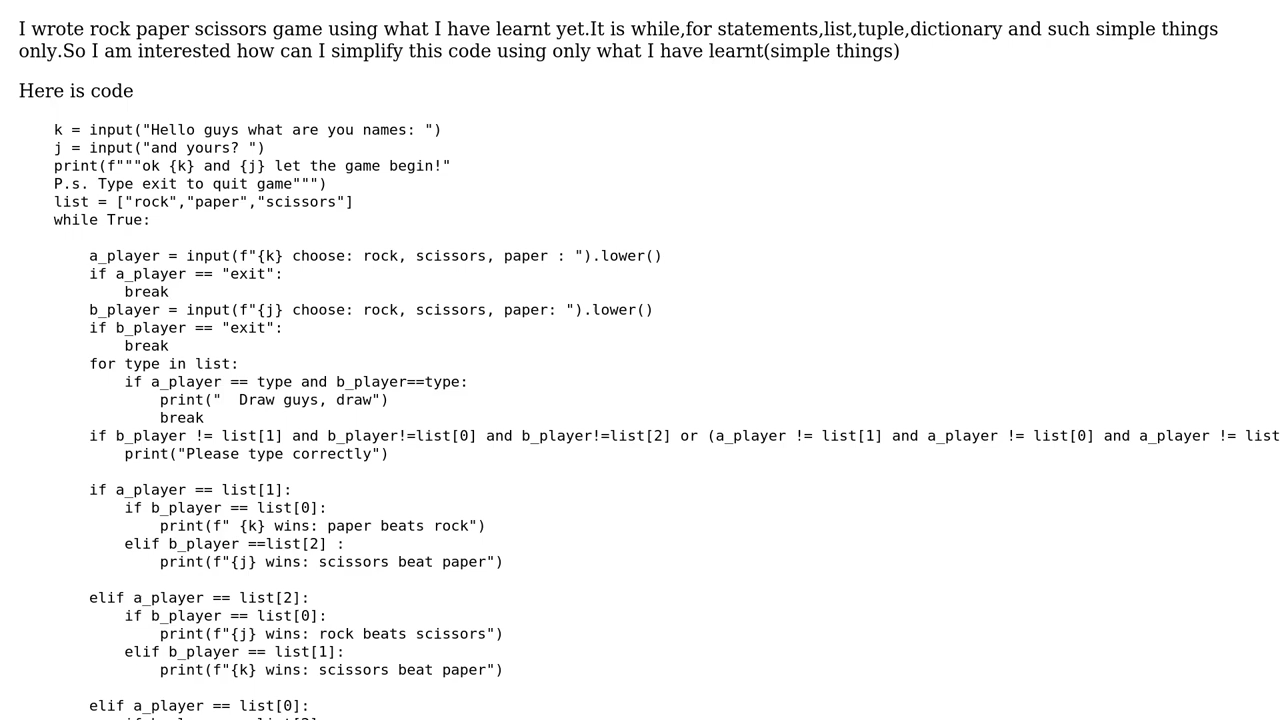 I wrote rock paper scissors game using what I have learnt yet.It is while,for statements,list,tuple,dictionary and such simple things
only.So I am interested how can I simplify this code using only what I have learnt(simple things)
Here is code
k = input("Hello guys what are you names: ")
j = input("and yours? ")
print(f"""ok {k} and {j} let the game begin!"
P.s. Type exit to quit game""")
list = ["rock","paper","scissors"]
while True:
    a_player = input(f"{k} choose: rock, scissors, paper : ").lower()
    if a_player == "exit":
        break
    b_player = input(f"{j} choose: rock, scissors, paper: ").lower()
    if b_player == "exit":
        break
    for type in list:
        if a_player == type and b_player==type:
            print("  Draw guys, draw")
            break
    if b_player != list[1] and b_player!=list[0] and b_player!=list[2] or (a_player != list[1] and a_player != list[0] and a_player != list
        print("Please type correctly")
    if a_player == list[1]:
        if b_player == list[0]:
            print(f" {k} wins: paper beats rock")
        elif b_player ==list[2] :
            print(f"{j} wins: scissors beat paper")
    elif a_player == list[2]:
        if b_player == list[0]:
            print(f"{j} wins: rock beats scissors")
        elif b_player == list[1]:
            print(f"{k} wins: scissors beat paper")
    elif a_player == list[0]: